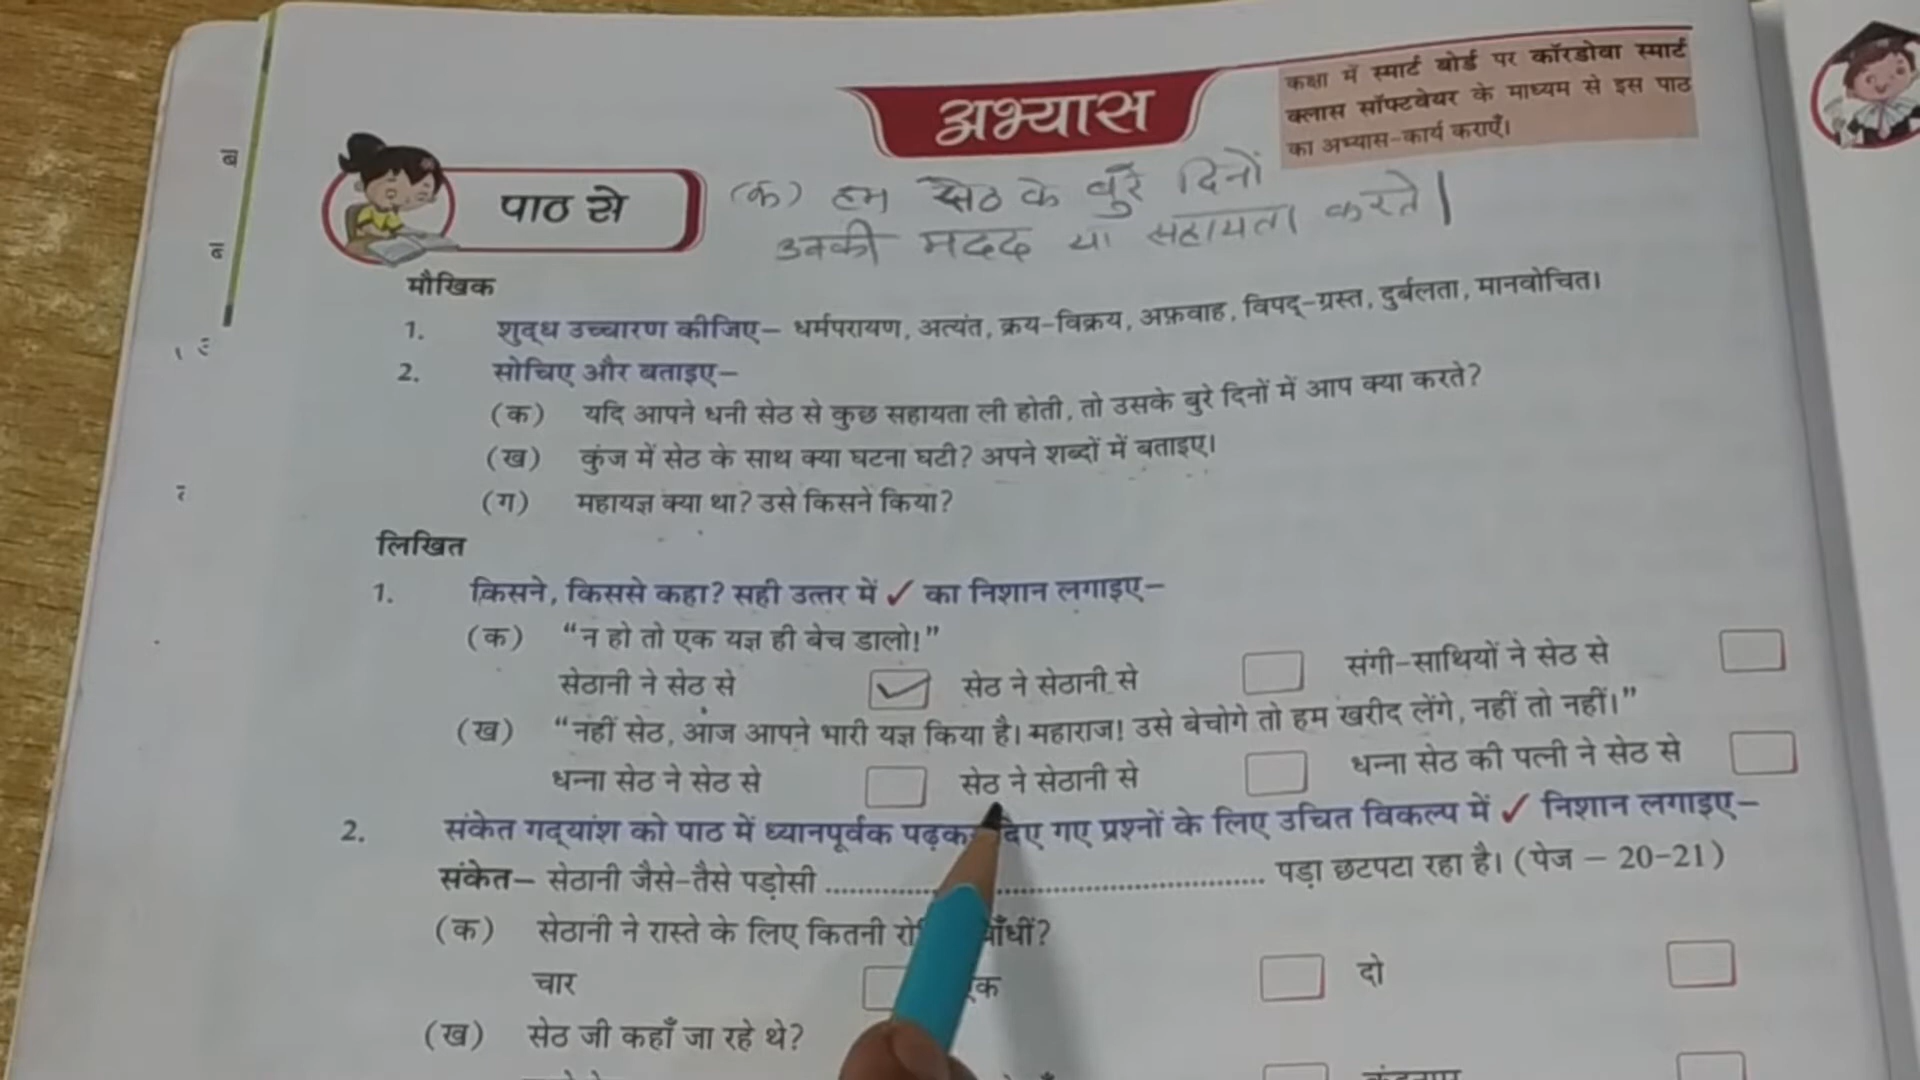 अभ्यास
कक्षा में स्मार्ट बोर्ड पर कॉरडोवा स्मार्ट
क्लास सॉफ्टवेयर के माध्यम से इस पाठ
का अभ्यास-कार्य कराएँ।
पाठ से
(क) हम सेठ के बुरे दिनों
उनकी मदद या सहायता करते।
मौखिक
1. शुद्ध उच्चारण कीजिए– धर्मपरायण, अत्यंत, क्रय-विक्रय, अफ़वाह, विपद्-ग्रस्त, दुर्बलता, मानवोचित।
2. सोचिए और बताइए–
(क) यदि आपने धनी सेठ से कुछ सहायता ली होती, तो उसके बुरे दिनों में आप क्या करते?
(ख) कुंज में सेठ के साथ क्या घटना घटी? अपने शब्दों में बताइए।
(ग) महायज्ञ क्या था? उसे किसने किया?
लिखित
1. किसने, किससे कहा? सही उत्तर में ✓ का निशान लगाइए–
(क) “न हो तो एक यज्ञ ही बेच डालो!”
सेठानी ने सेठ से ✓ सेठ ने सेठानी से संगी-साथियों ने सेठ से
(ख) “नहीं सेठ, आज आपने भारी यज्ञ किया है। महाराज! उसे बेचोगे तो हम खरीद लेंगे, नहीं तो नहीं।”
धन्ना सेठ ने सेठ से सेठ ने सेठानी से धन्ना सेठ की पत्नी ने सेठ से
2. संकेत गद्यांश को पाठ में ध्यानपूर्वक पढ़कर दिए गए प्रश्नों के लिए उचित विकल्प में ✓ निशान लगाइए–
संकेत– सेठानी जैसे-तैसे पड़ोसी ........................ पड़ा छटपटा रहा है। (पेज – 20-21)
(क) सेठानी ने रास्ते के लिए कितनी
चार एक दो
(ख) सेठ जी कहाँ जा रहे थे?